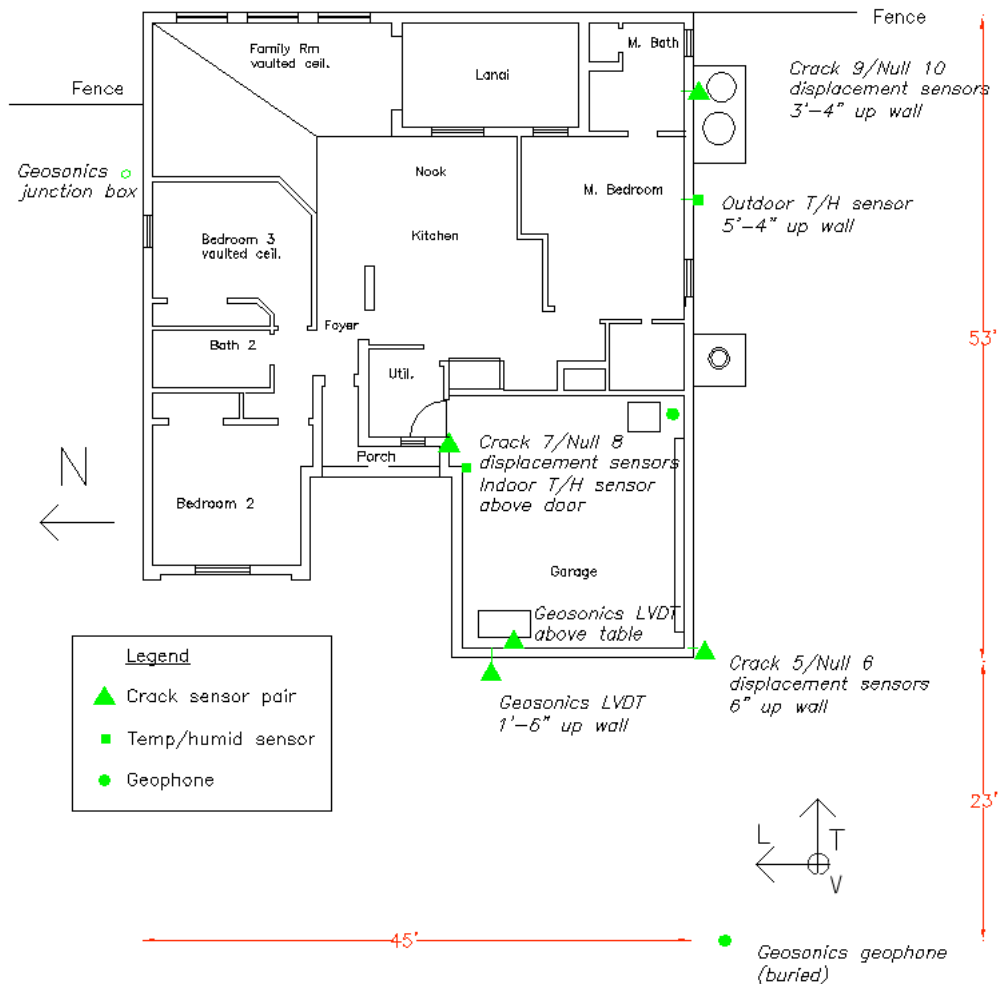 Fence
Family Rm
vaulted ceil.
Lanai
M. Bath
Crack 9/Null 10
displacement sensors
3'-4" up wall
Fence
Geosonics
junction box
Nook
M. Bedroom
Outdoor T/H sensor
5'-4" up wall
Bedroom 3
vaulted ceil.
Kitchen
Foyer
53'
Bath 2
Util.
N
Porch
Crack 7/Null 8
displacement sensors
Indoor T/H sensor
above door
Bedroom 2
Garage
Geosonics LVDT
above table
Legend
Crack sensor pair
Temp/humid sensor
Geophone
Geosonics LVDT
1'-6" up wall
Crack 5/Null 6
displacement sensors
6" up wall
23'
L
T
V
45'
Geosonics geophone
(buried)